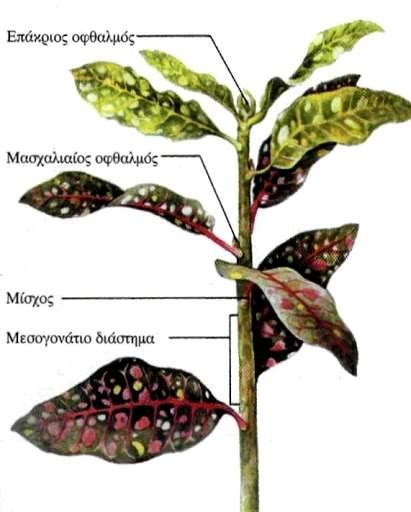 Επάκριος οφθαλμός
Μασχαλιαίος οφθαλμός
Μίσχος
Μεσογονάτιο διάστημα